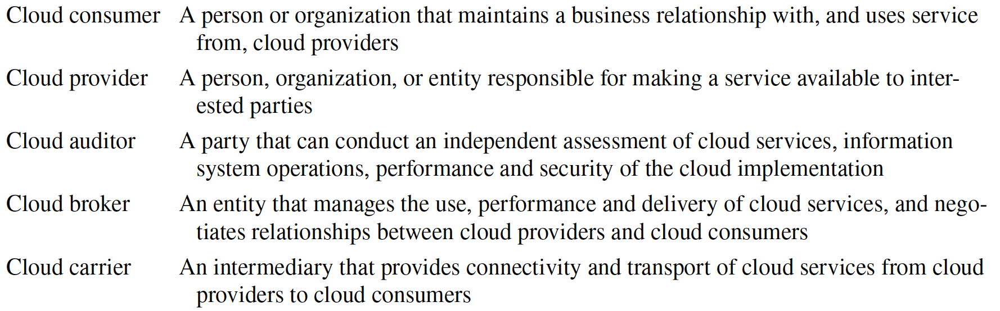 Cloud consumer A person or organization that maintains a business relationship with, and uses service
from, cloud providers
Cloud provider A person, organization, or entity responsible for making a service available to inter-
ested parties
Cloud auditor A party that can conduct an independent assessment of cloud services, information
system operations, performance and security of the cloud implementation
Cloud broker An entity that manages the use, performance and delivery of cloud services, and nego-
tiates relationships between cloud providers and cloud consumers
Cloud carrier An intermediary that provides connectivity and transport of cloud services from cloud
providers to cloud consumers